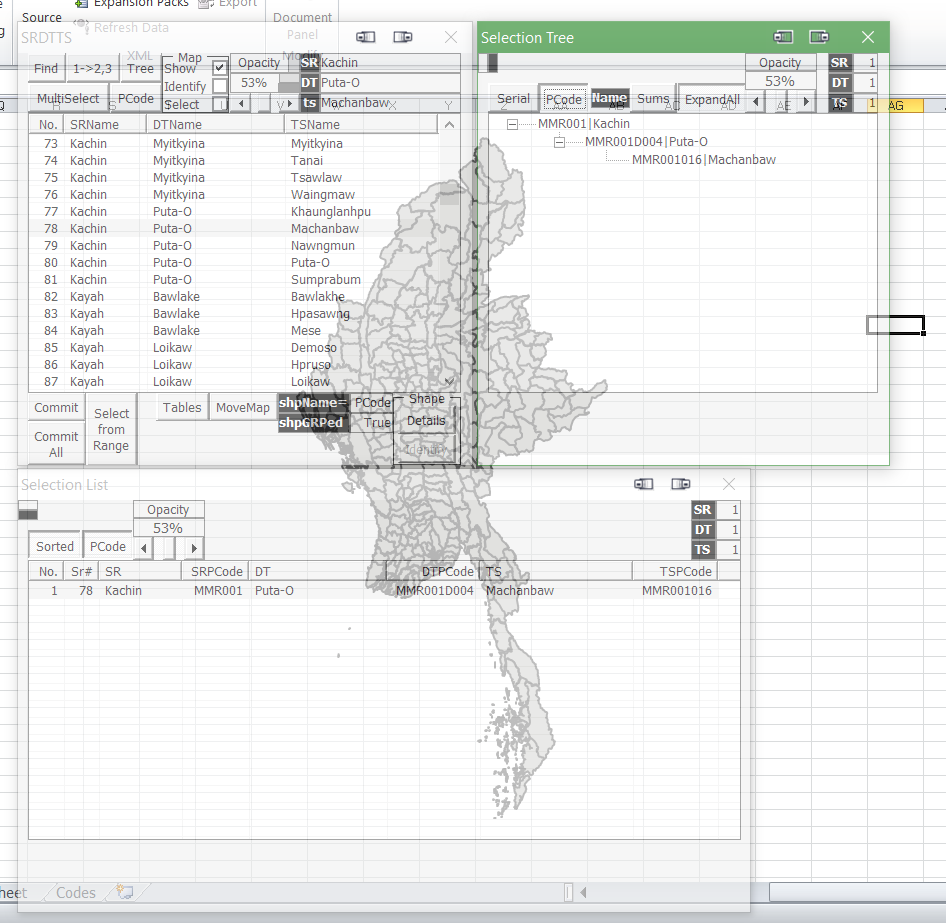 Expansion Packs
Export
Source
Refresh Data
Document
Panel
XML
Modify
SRDTTS
Find
1->2,3
Tree
Map
Show
Identify
Select
Opacity
53%
SR Kachin
DT Puta-O
ts Machanbaw
MultiSelect
PCode
No. SRName DTName TSName
73 Kachin Myitkyina Myitkyina
74 Kachin Myitkyina Tanai
75 Kachin Myitkyina Tsawlaw
76 Kachin Myitkyina Waingmaw
77 Kachin Puta-O Khaunglanhpu
78 Kachin Puta-O Machanbaw
79 Kachin Puta-O Nawngmun
80 Kachin Puta-O Puta-O
81 Kachin Puta-O Sumprabum
82 Kayah Bawlake Bawlakhe
83 Kayah Bawlake Hpasawng
84 Kayah Bawlake Mese
85 Kayah Loikaw Demoso
86 Kayah Loikaw Hpruso
87 Kayah Loikaw Loikaw
Commit
Commit All
Select from Range
Tables
MoveMap
shpName= PCode
shpGRPed True
Shape
Details
Identify
Selection Tree
Opacity
53%
SR 1
DT 1
TS 1
Serial
PCode
Name
Sums
ExpandAll
R S V X Y Z AA AB AC AD AE AF AG
MMR001|Kachin
MMR001D004|Puta-O
MMR001016|Machanbaw
Selection List
Opacity
53%
SR 1
DT 1
TS 1
Sorted
PCode
No. Sr# SR SRPCode DT DTPCode TS TSPCode
1 78 Kachin MMR001 Puta-O MMR001D004 Machanbaw MMR001016
heet
Codes